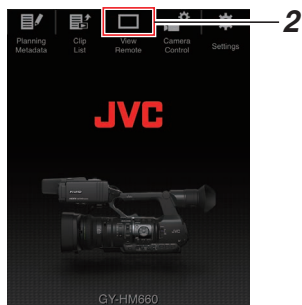 Planning
Metadata
Clip
List
View
Remote
Camera
Control
Settings
2
JVC
GY-HM660